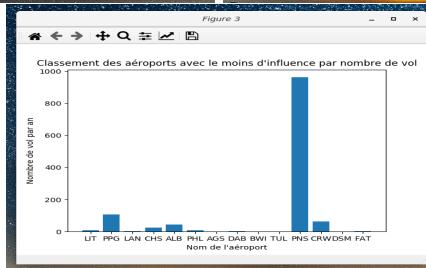 Figure 3
Classement des aéroports avec le moins d'influence par nombre de vol
1000
800
600
400
200
0
Nombre de vol par an
LIT PPG LAN CHS ALB PHL AGS DAB BWI TUL PNS CRW DSM FAT
Nom de l'aéroport